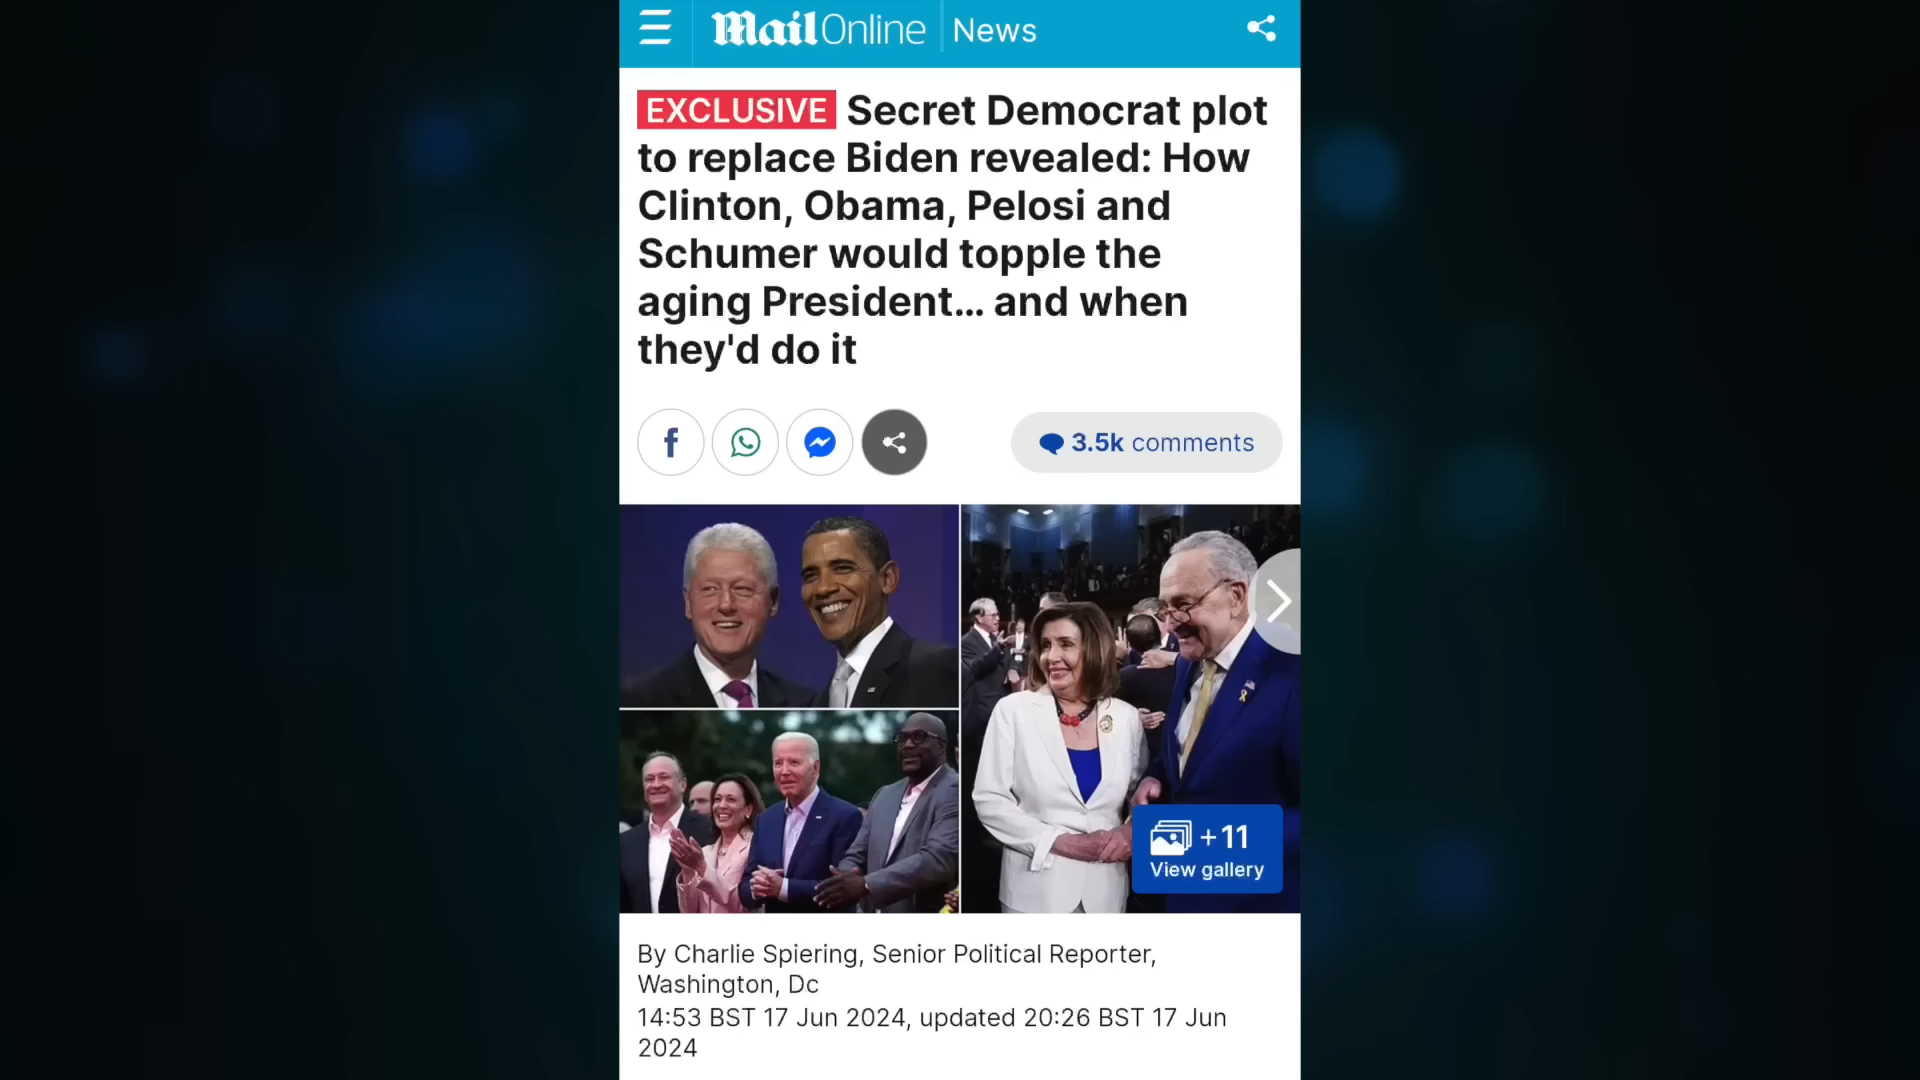 Mail Online News
EXCLUSIVE Secret Democrat plot
to replace Biden revealed: How
Clinton, Obama, Pelosi and
Schumer would topple the
aging President... and when
they'd do it
3.5k comments
+11
View gallery
By Charlie Spiering, Senior Political Reporter,
Washington, Dc
14:53 BST 17 Jun 2024, updated 20:26 BST 17 Jun
2024